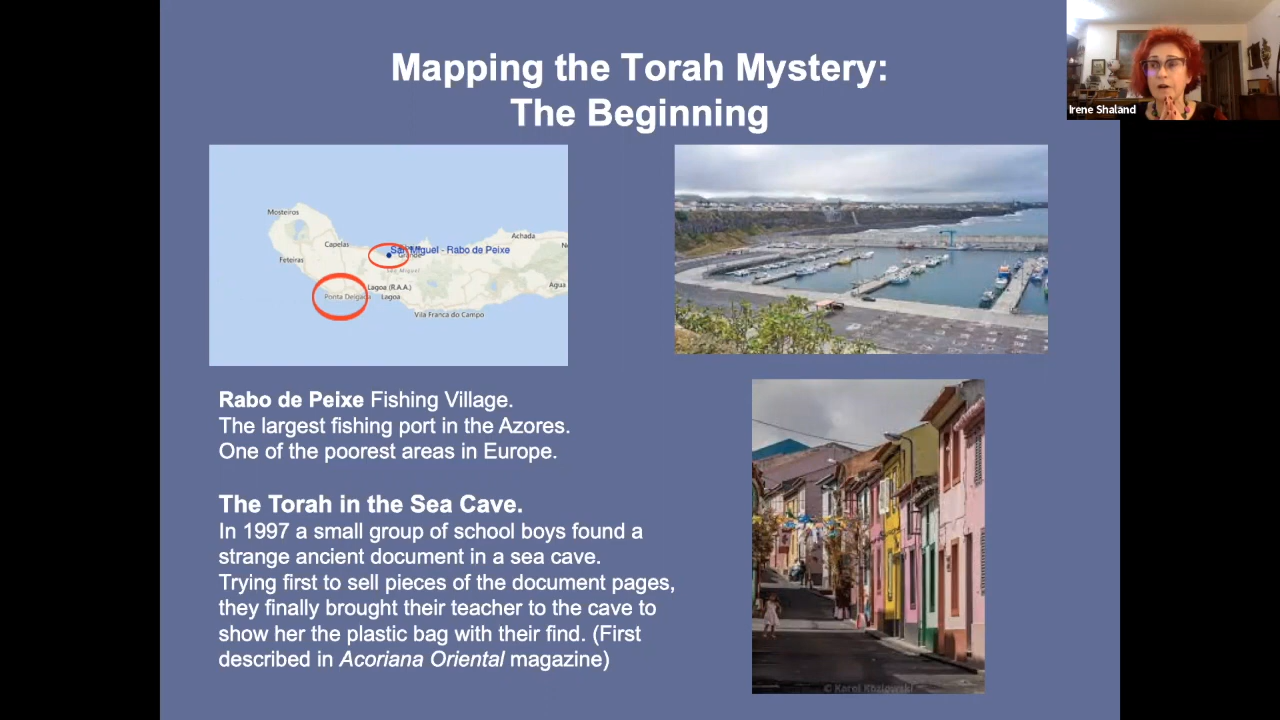 Mapping the Torah Mystery:
The Beginning
Irene Shaland
Mosteiros
Capelas
Achada
San Miguel - Rabo de Peixe
Grande
Feteiras
Lagoa (R.A.A.)
Ponta Delgada
Lagoa
Água
Vila Franca do Campo
Rabo de Peixe Fishing Village.
The largest fishing port in the Azores.
One of the poorest areas in Europe.
The Torah in the Sea Cave.
In 1997 a small group of school boys found a
strange ancient document in a sea cave.
Trying first to sell pieces of the document pages,
they finally brought their teacher to the cave to
show her the plastic bag with their find. (First
described in Acoriana Oriental magazine)
© Karol Kozlowski